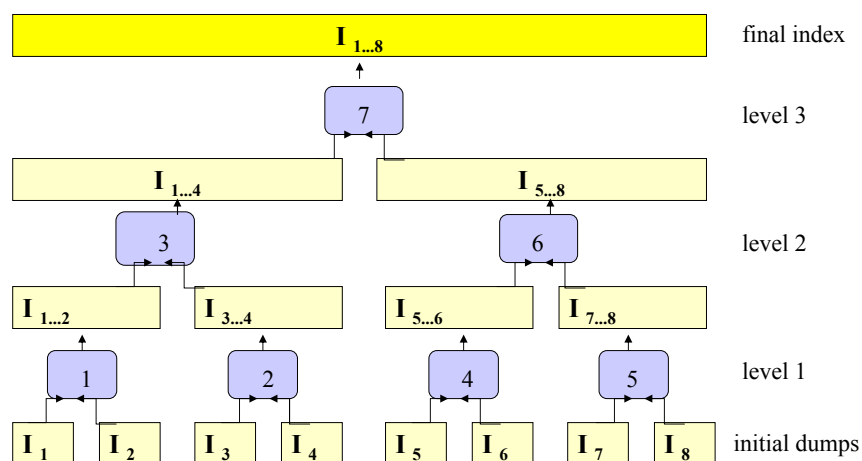 I 1...8 final index
7 level 3
I 1...4 I 5...8
3 6 level 2
I 1...2 I 3...4 I 5...6 I 7...8
1 2 4 5 level 1
I 1 I 2 I 3 I 4 I 5 I 6 I 7 I 8 initial dumps